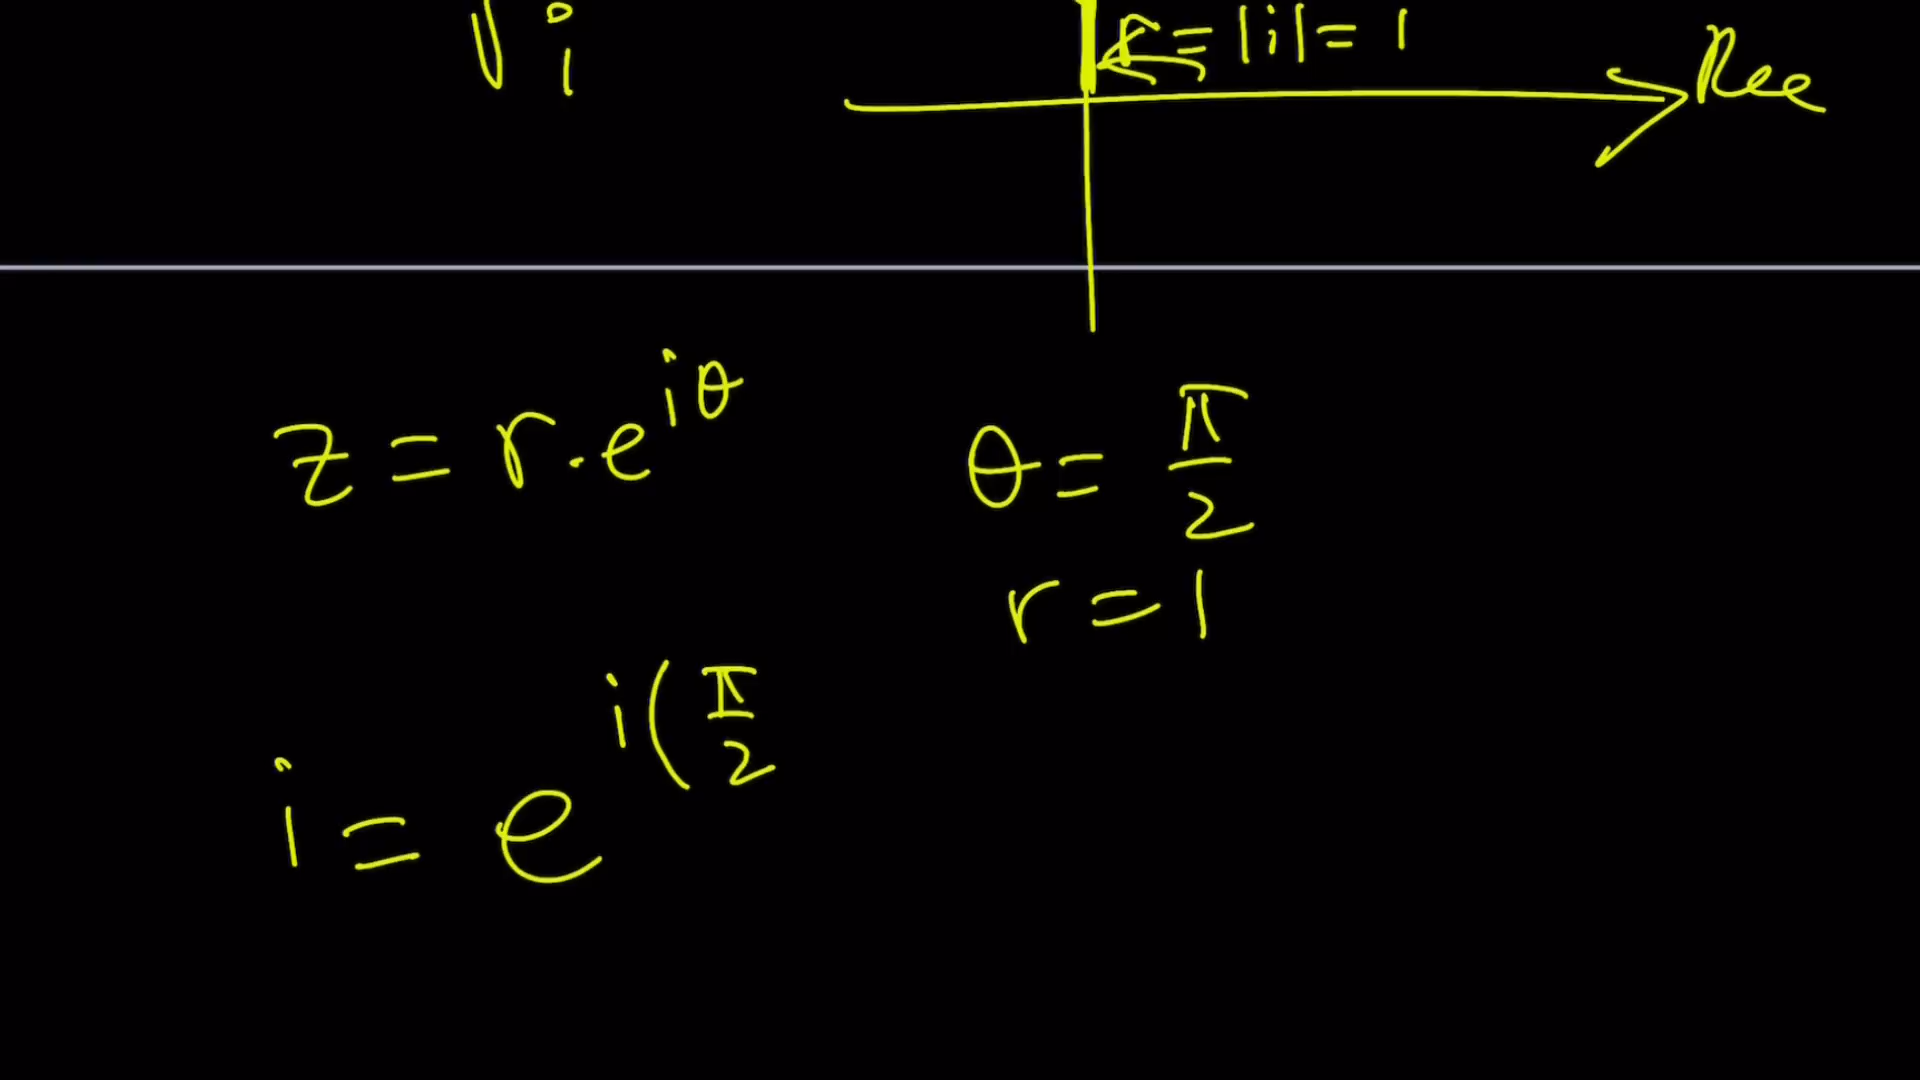 √i
r = |i| = 1
Re
z = r . e^{iθ}
θ = π/2
r = 1
i = e^{i(π/2